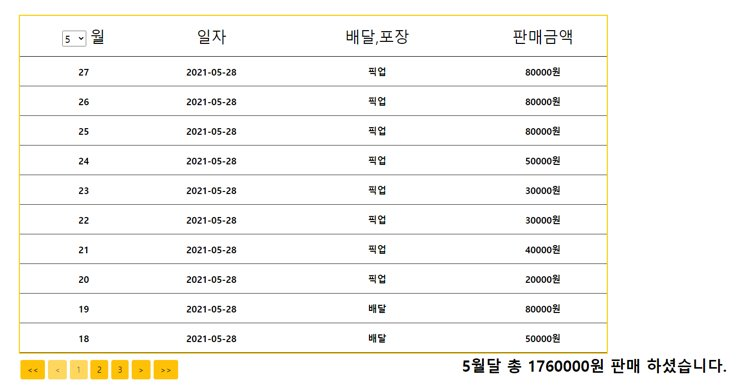 5 월 일자 배달,포장 판매금액
27 2021-05-28 픽업 80000원
26 2021-05-28 픽업 80000원
25 2021-05-28 픽업 80000원
24 2021-05-28 픽업 50000원
23 2021-05-28 픽업 30000원
22 2021-05-28 픽업 30000원
21 2021-05-28 픽업 40000원
20 2021-05-28 픽업 20000원
19 2021-05-28 배달 80000원
18 2021-05-28 배달 50000원
<< < 1 2 3 > >> 5월달 총 1760000원 판매 하셨습니다.